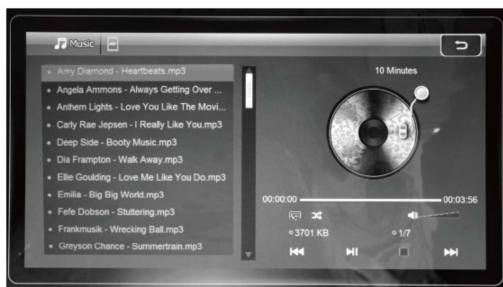 Music
Amy Diamond - Heartbeats.mp3
Angela Ammons - Always Getting Over ...
Anthem Lights - Love You Like The Movi...
Carly Rae Jepsen - I Really Like You.mp3
Deep Side - Booty Music.mp3
Dia Frampton - Walk Away.mp3
Ellie Goulding - Love Me Like You Do.mp3
Emilia - Big Big World.mp3
Fefe Dobson - Stuttering.mp3
Frankmusik - Wrecking Ball.mp3
Greyson Chance - Summertrain.mp3
10 Minutes
00:00:00
00:03:56
3701 KB
1/7